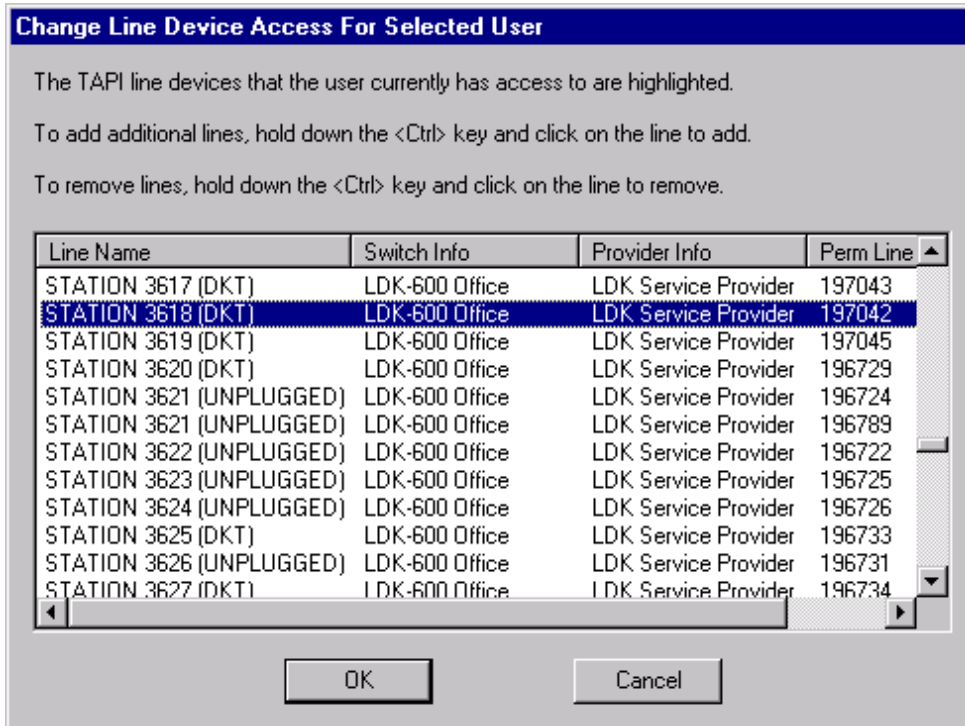 Change Line Device Access For Selected User
The TAPI line devices that the user currently has access to are highlighted.
To add additional lines, hold down the <Ctrl> key and click on the line to add.
To remove lines, hold down the <Ctrl> key and click on the line to remove.
Line Name Switch Info Provider Info Perm Line
STATION 3617 (DKT) LDK-600 Office LDK Service Provider 197043
STATION 3618 (DKT) LDK-600 Office LDK Service Provider 197042
STATION 3619 (DKT) LDK-600 Office LDK Service Provider 197045
STATION 3620 (DKT) LDK-600 Office LDK Service Provider 196729
STATION 3621 (UNPLUGGED) LDK-600 Office LDK Service Provider 196724
STATION 3621 (UNPLUGGED) LDK-600 Office LDK Service Provider 196789
STATION 3622 (UNPLUGGED) LDK-600 Office LDK Service Provider 196722
STATION 3623 (UNPLUGGED) LDK-600 Office LDK Service Provider 196725
STATION 3624 (UNPLUGGED) LDK-600 Office LDK Service Provider 196726
STATION 3625 (DKT) LDK-600 Office LDK Service Provider 196733
STATION 3626 (UNPLUGGED) LDK-600 Office LDK Service Provider 196731
STATION 3627 (DKT) LDK-600 Office LDK Service Provider 196734
OK Cancel